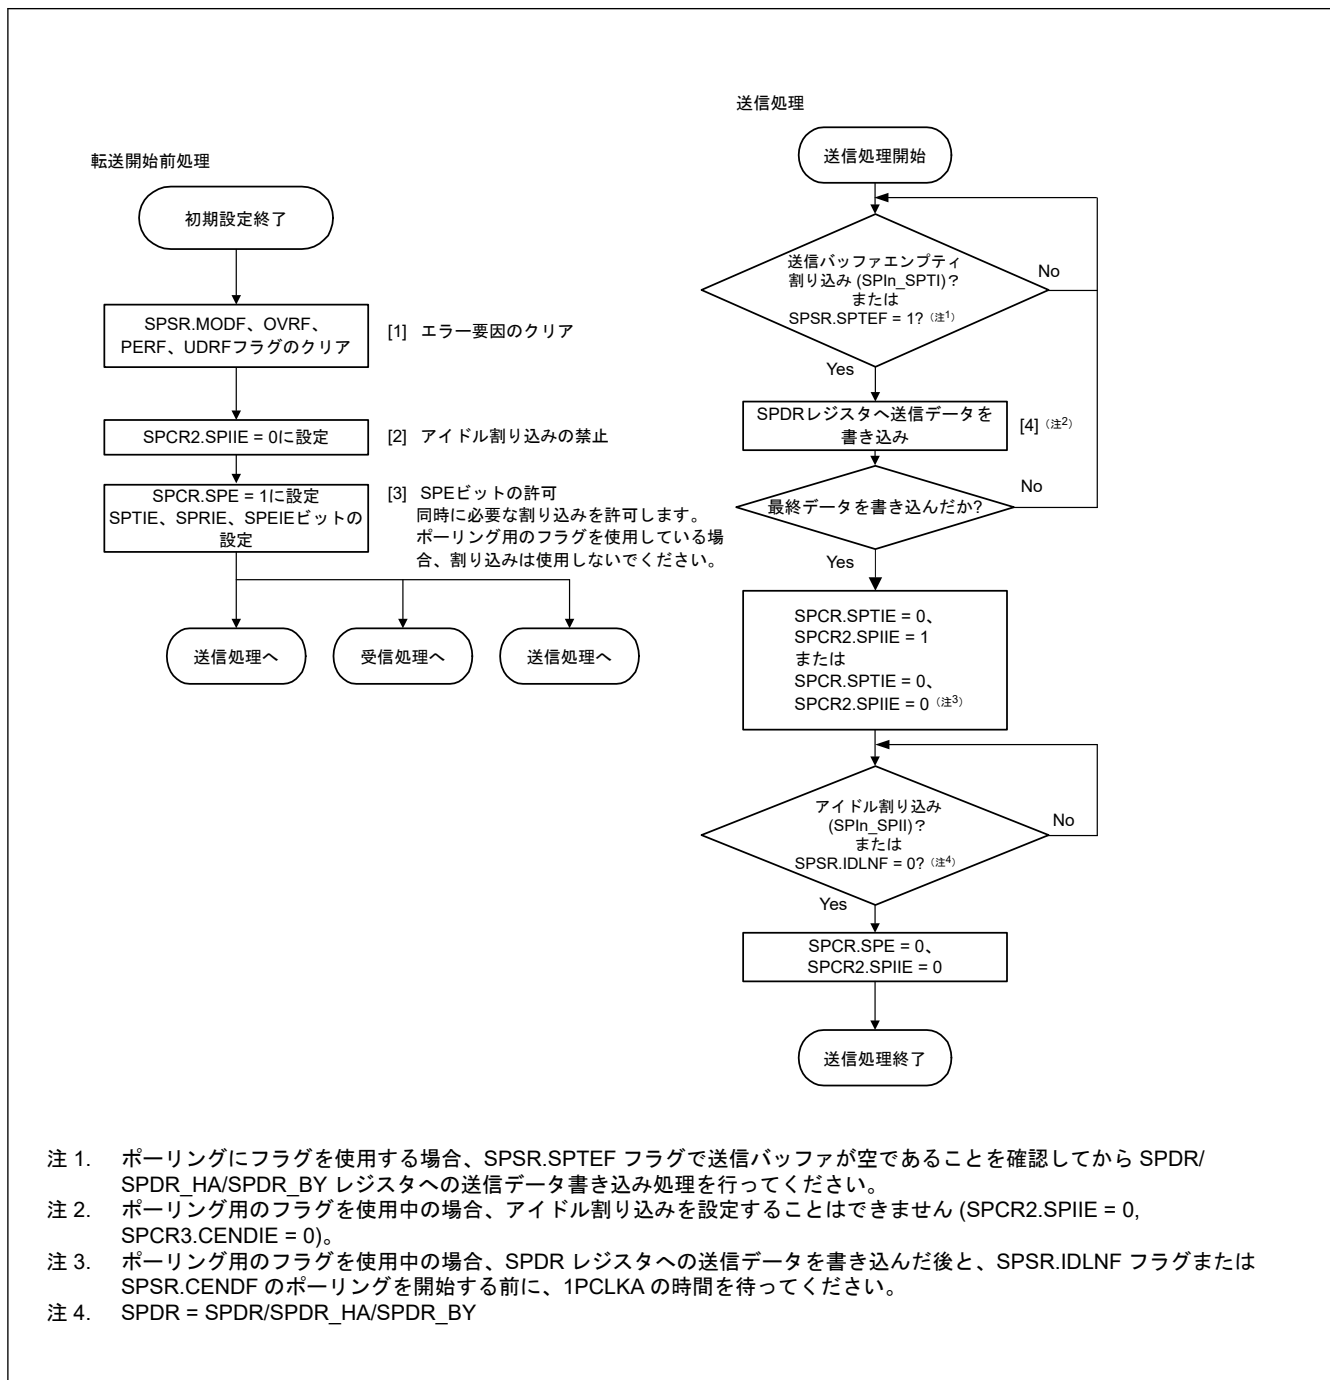 転送開始前処理
初期設定終了
SPSR.MODF、OVRF、
PERF、UDRFフラグのクリア
[1] エラー要因のクリア
SPCR2.SPIIE = 0に設定
[2] アイドル割り込みの禁止
SPCR.SPE = 1に設定
SPTIE、SPRIE、SPEIEビットの
設定
[3] SPEビットの許可
同時に必要な割り込みを許可します。
ポーリング用のフラグを使用している場
合、割り込みは使用しないでください。
送信処理へ
受信処理へ
送信処理へ
送信処理
送信処理開始
送信バッファエンプティ
割り込み (SPIn_SPTI)？
または
SPSR.SPTEF = 1? (注1)
No
Yes
SPDRレジスタへ送信データを
書き込み
[4] (注2)
最終データを書き込んだか?
No
Yes
SPCR.SPTIE = 0、
SPCR2.SPIIE = 1
または
SPCR.SPTIE = 0、
SPCR2.SPIIE = 0 (注3)
アイドル割り込み
(SPIn_SPII)？
または
SPSR.IDLNF = 0? (注4)
No
Yes
SPCR.SPE = 0、
SPCR2.SPIIE = 0
送信処理終了
注 1. ポーリングにフラグを使用する場合、SPSR.SPTEF フラグで送信バッファが空であることを確認してから SPDR/
SPDR_HA/SPDR_BY レジスタへの送信データ書き込み処理を行ってください。
注 2. ポーリング用のフラグを使用中の場合、アイドル割り込みを設定することはできません (SPCR2.SPIIE = 0,
SPCR3.CENDIE = 0)。
注 3. ポーリング用のフラグを使用中の場合、SPDR レジスタへの送信データを書き込んだ後と、SPSR.IDLNF フラグまたは
SPSR.CENDF のポーリングを開始する前に、1PCLKA の時間を待ってください。
注 4. SPDR = SPDR/SPDR_HA/SPDR_BY